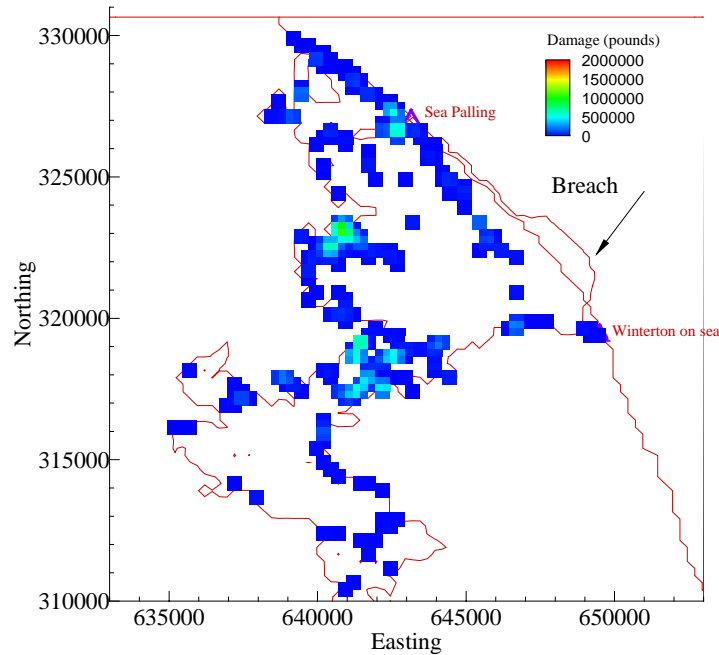 330000
Damage (pounds)
2000000
1500000
1000000
500000
0
Sea Palling
325000
Breach
Northing
320000
Winterton on sea
315000
310000
635000 640000 645000 650000
Easting